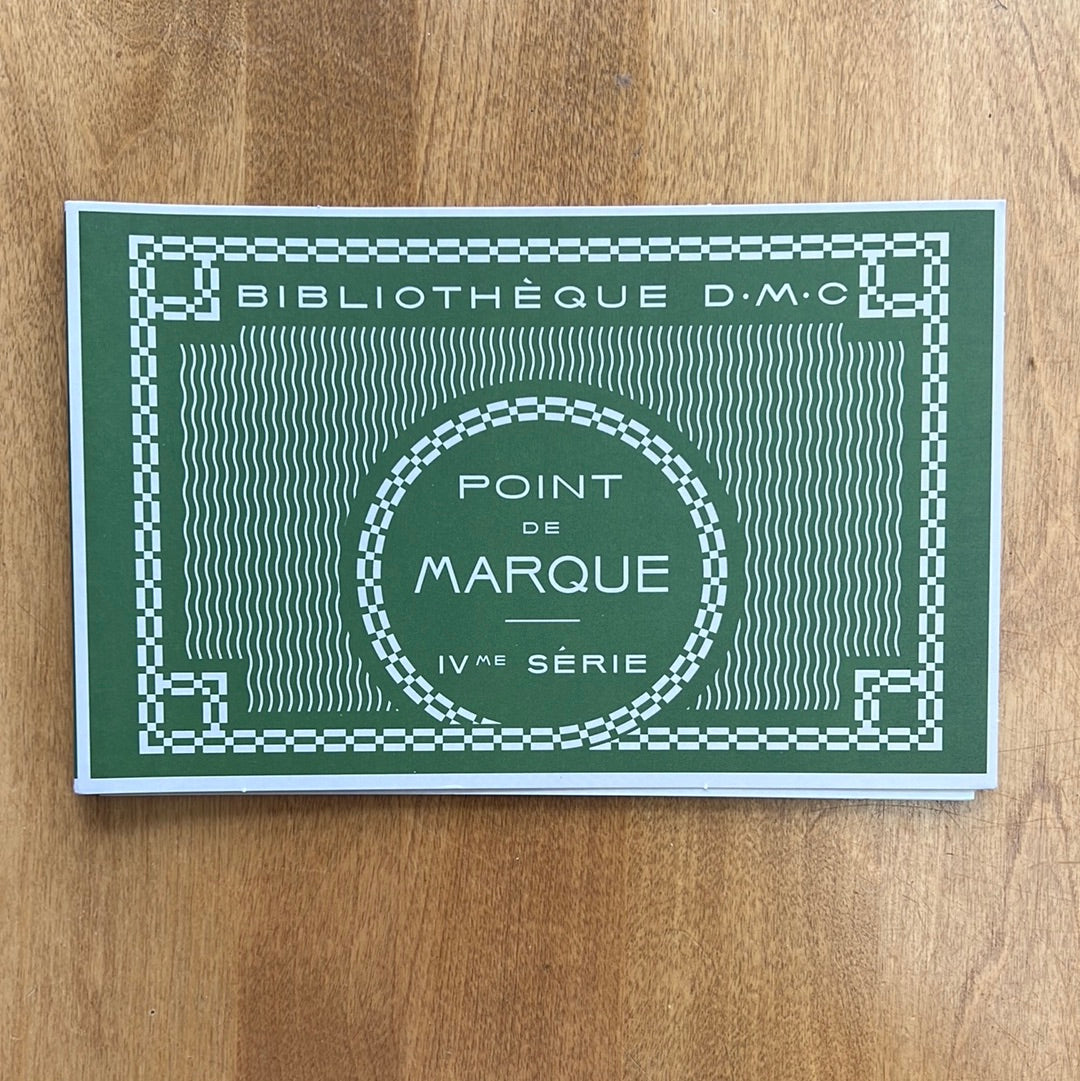 BIBLIOTHÈQUE D·M·C
POINT
DE
MARQUE
IVME SÉRIE